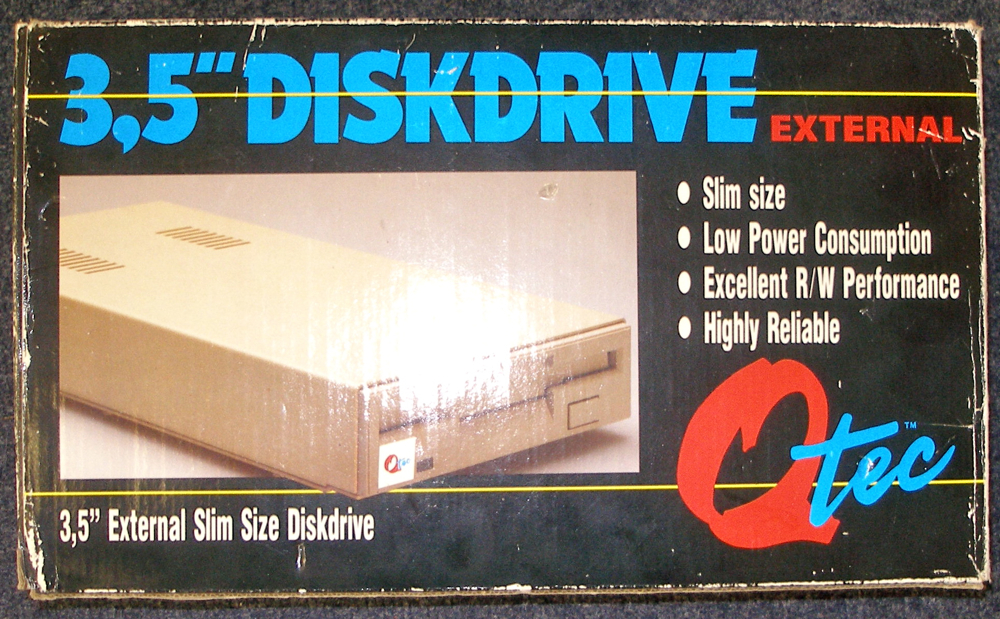 3,5" DISKDRIVE
EXTERNAL
• Slim size
• Low Power Consumption
• Excellent R/W Performance
• Highly Reliable
Qtec
Qtec™
3,5" External Slim Size Diskdrive